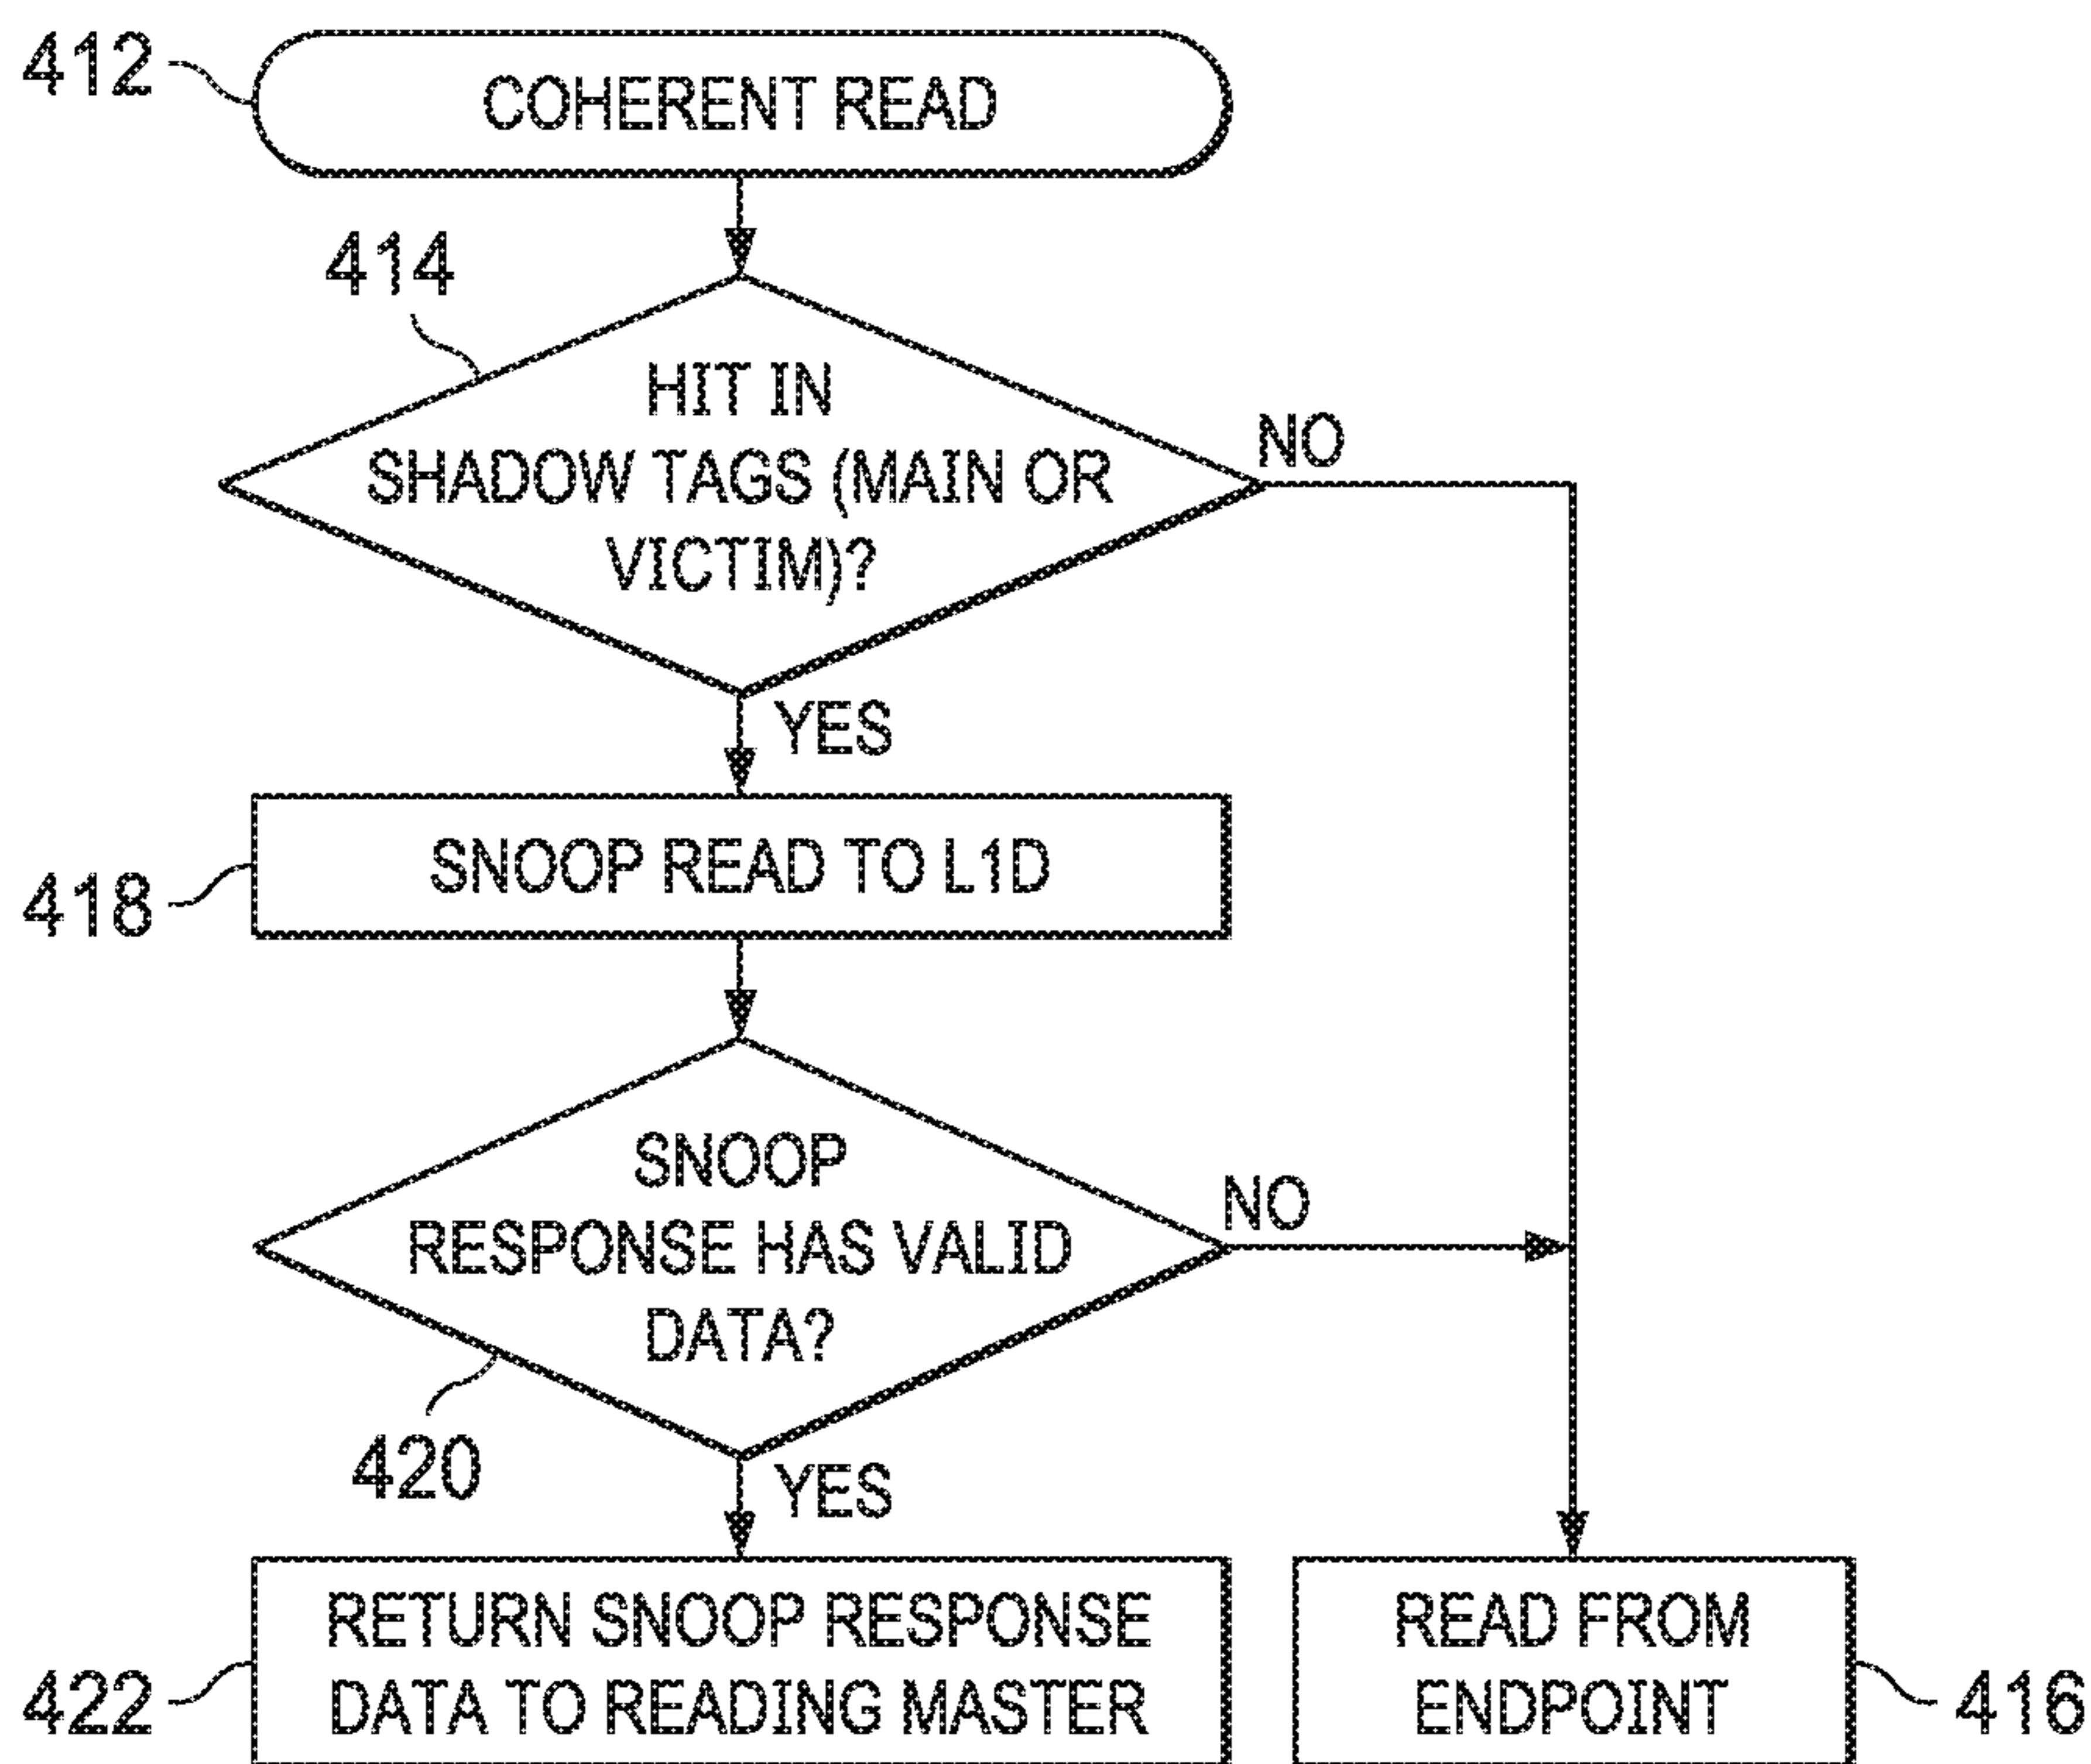 412
COHERENT READ
414
HIT IN
SHADOW TAGS (MAIN OR
VICTIM)?
NO
YES
418
SNOOP READ TO L1D
SNOOP
RESPONSE HAS VALID
DATA?
NO
420
YES
422
RETURN SNOOP RESPONSE
DATA TO READING MASTER
READ FROM
ENDPOINT
416